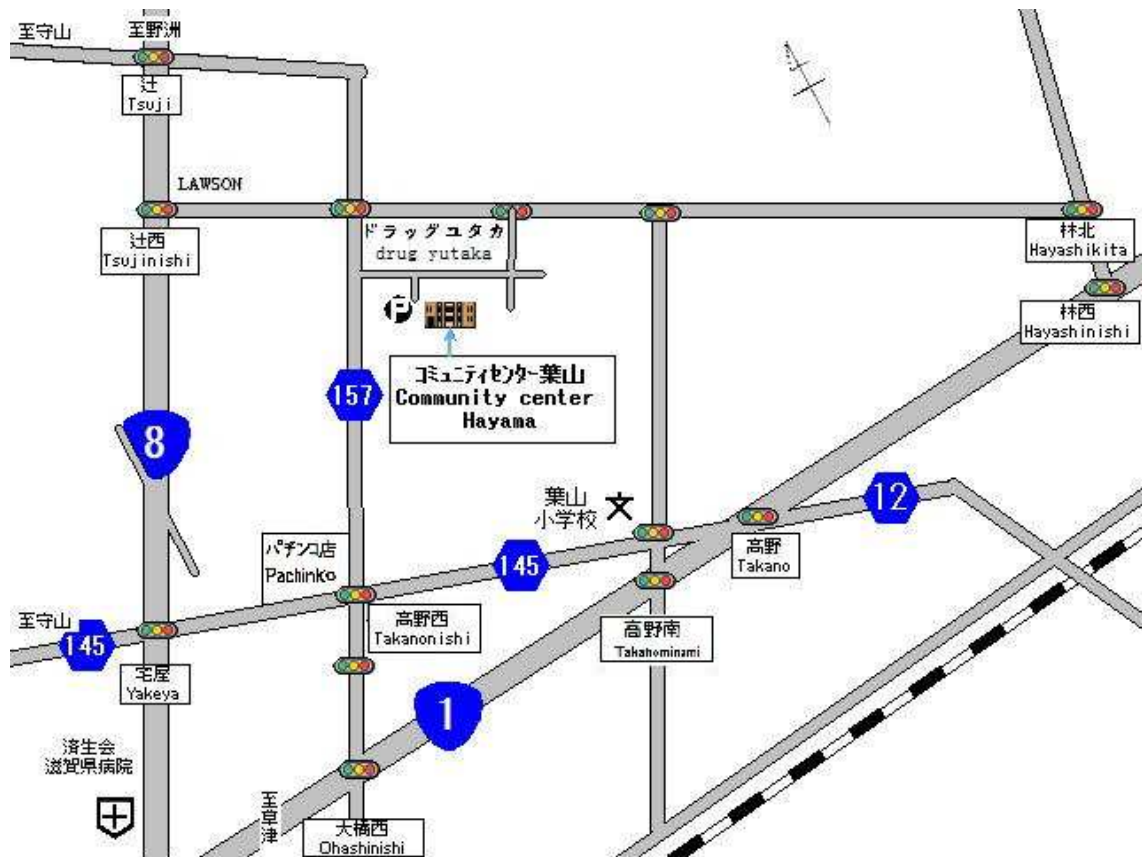 至守山
至野洲
辻
Tsuji
LAWSON
辻西
Tsujinishi
ドラッグユタカ
drug yutaka
林北
Hayashikita
林西
Hayashinishi
P
コミュニティセンター葉山
Community center
Hayama
157
8
12
葉山
小学校
文
パチンコ店
Pachinko
145
高野
Takano
至守山
145
高野西
Takanonishi
高野南
Takanominami
宅屋
Yakeya
1
済生会
滋賀県病院
至草津
大橋西
Ohashinishi